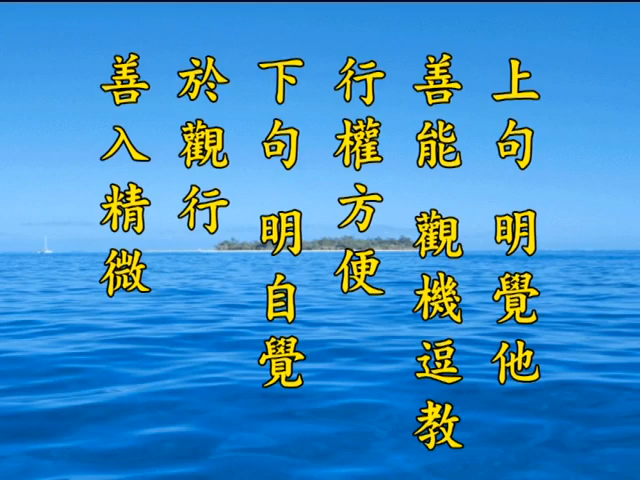 上句 明覺他
善能 觀機逗教
行權方便
下句 明自覺
於觀行
善入精微